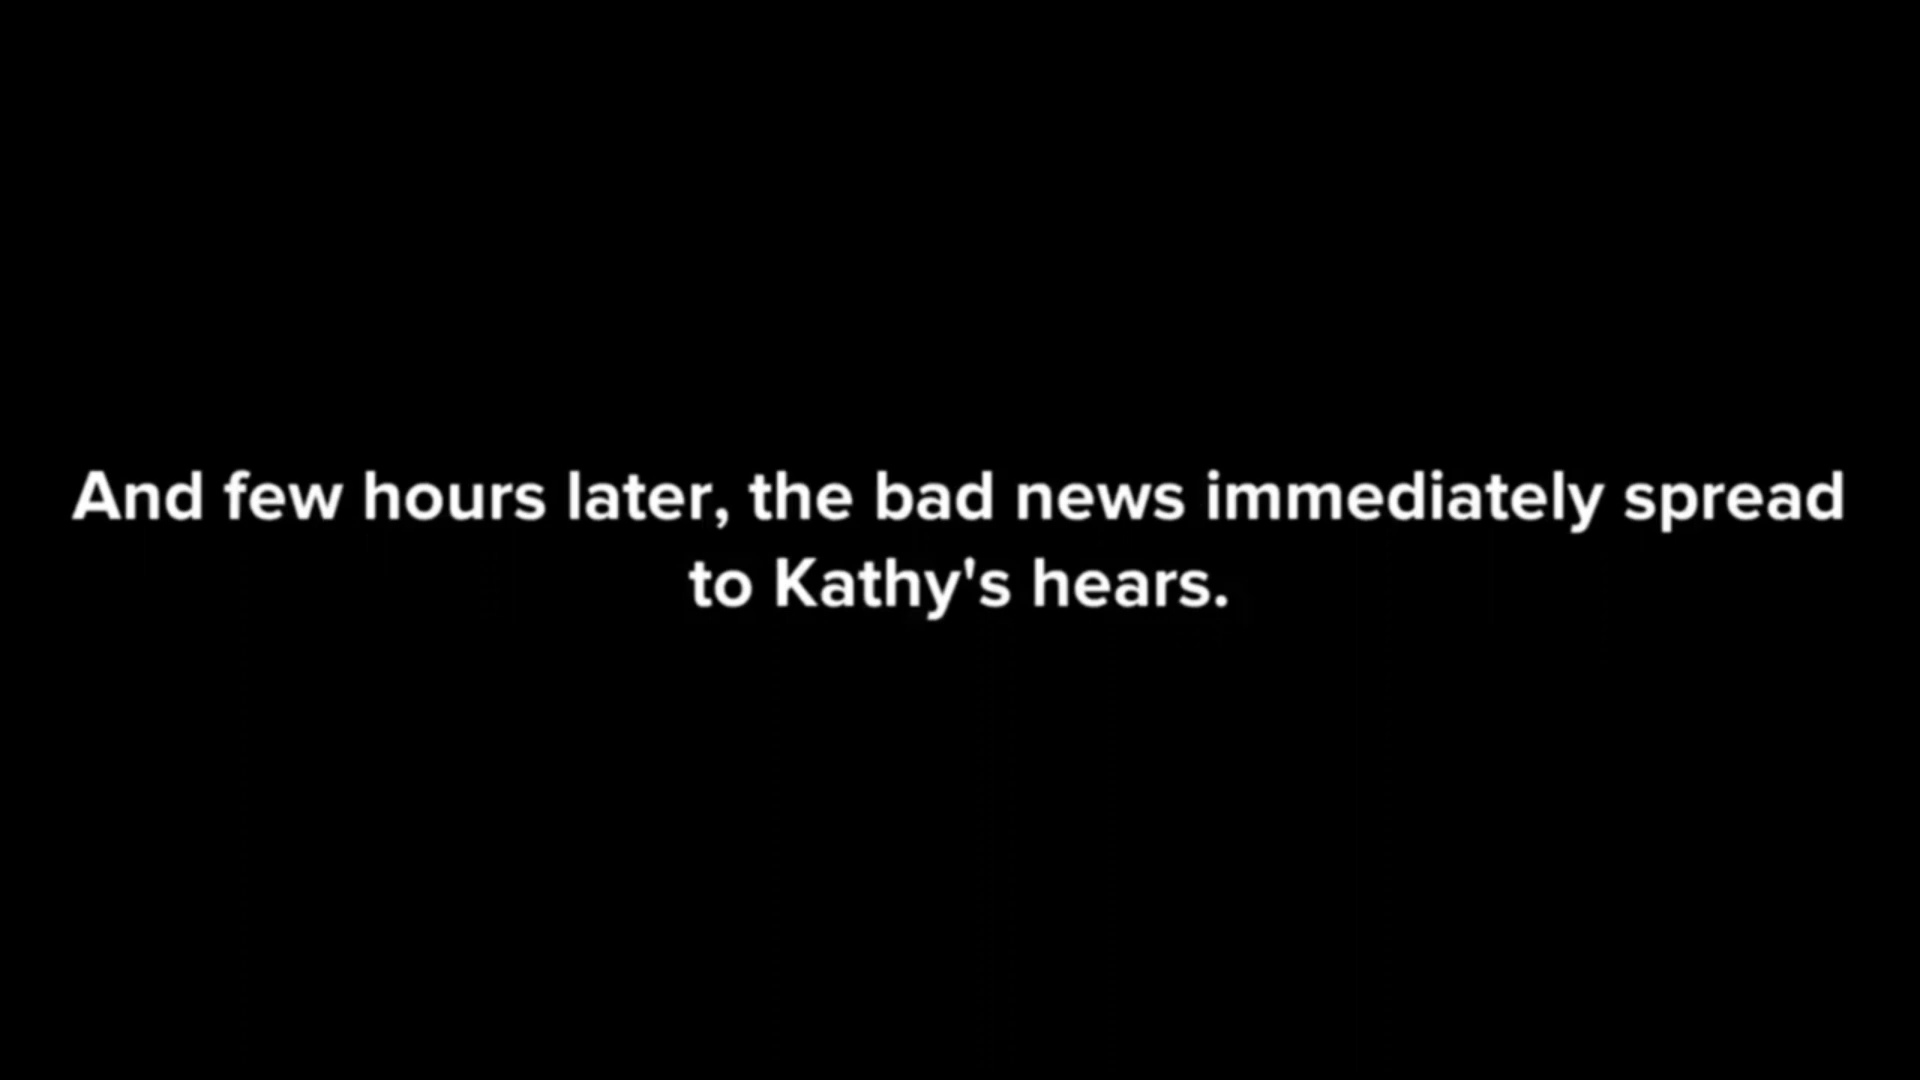 And few hours later, the bad news immediately spread
to Kathy's hears.